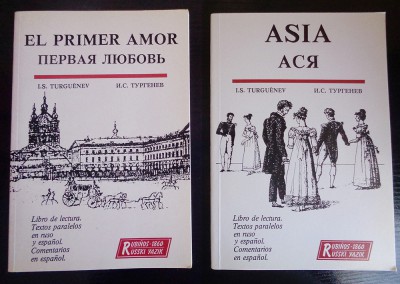 EL PRIMER AMOR
ПЕРВАЯ ЛЮБОВЬ
I.S. TURGUÉNEV И.С. ТУРГЕНЕВ
Libro de lectura.
Textos paralelos
en ruso
y español.
Comentarios
en español.
RUBIÑOS-1860
RUSSKI YAZIK
ASIA
АСЯ
I.S. TURGUÉNEV И.С. ТУРГЕНЕВ
Libro de lectura.
Textos paralelos
en ruso
y español.
Comentarios
en español.
RUBIÑOS-1860
RUSSKI YAZIK